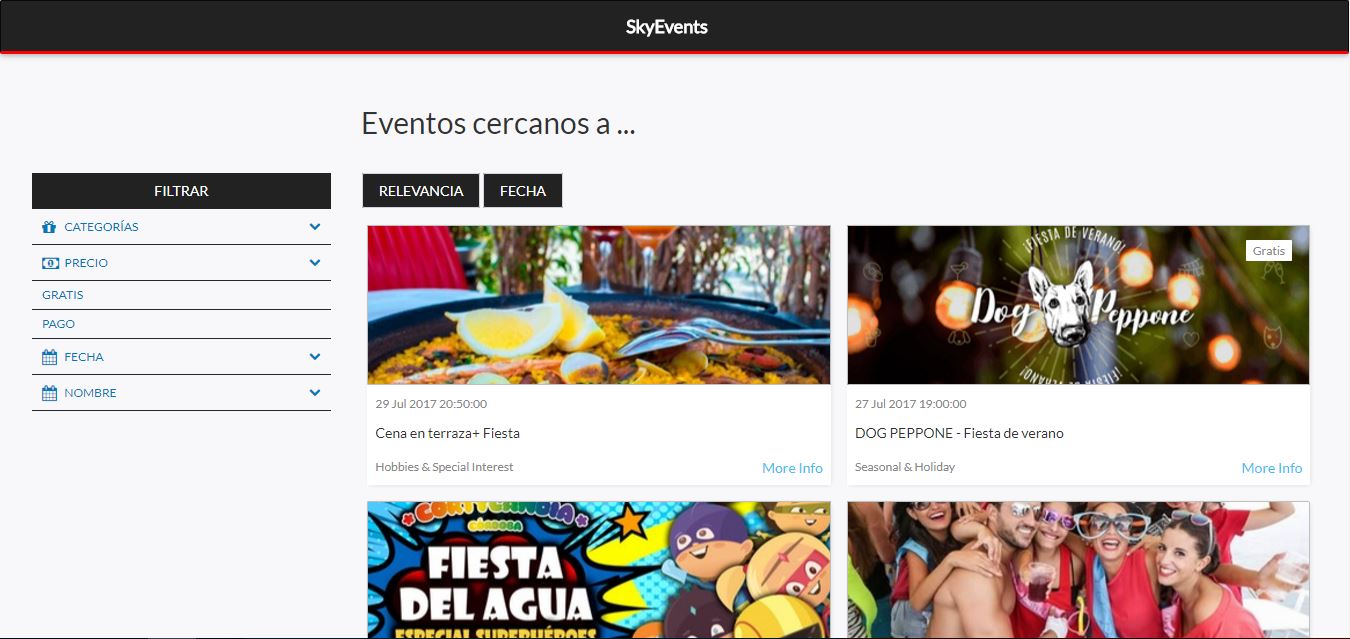 SkyEvents
Eventos cercanos a ...
FILTRAR
CATEGORÍAS
PRECIO
GRATIS
PAGO
FECHA
NOMBRE
RELEVANCIA
FECHA
29 Jul 2017 20:50:00
Cena en terraza+ Fiesta
Hobbies & Special Interest
More Info
¡FIESTA DE VERANO!
Gratis
Dog Peppone
¡FIESTA DE VERANO!
27 Jul 2017 19:00:00
DOG PEPPONE - Fiesta de verano
Seasonal & Holiday
More Info
CÓRDOBA
FIESTA
DEL AGUA
ESPECIAL SUPERHÉROES